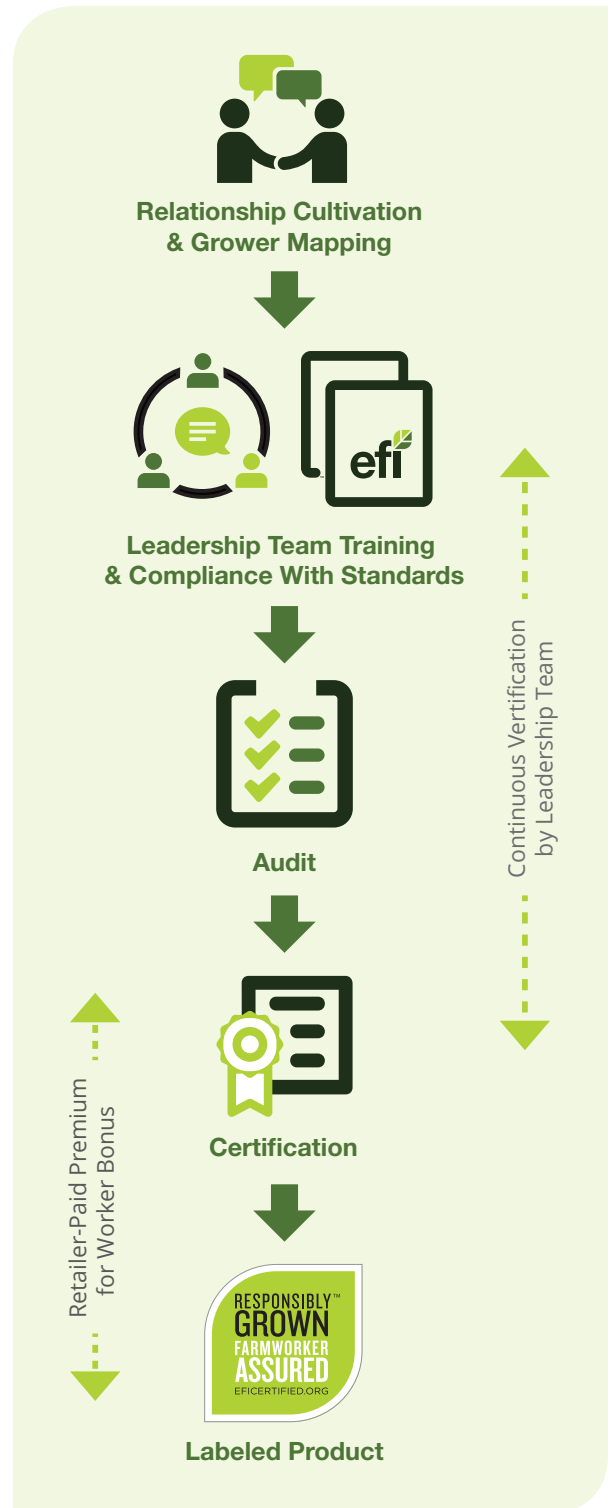 Relationship Cultivation
& Grower Mapping
efi
Leadership Team Training
& Compliance With Standards
Continuous Vertification
by Leadership Team
Audit
Retailer-Paid Premium
for Worker Bonus
Certification
RESPONSIBLY™
GROWN
FARMWORKER
ASSURED
EFICERTIFIED.ORG
Labeled Product